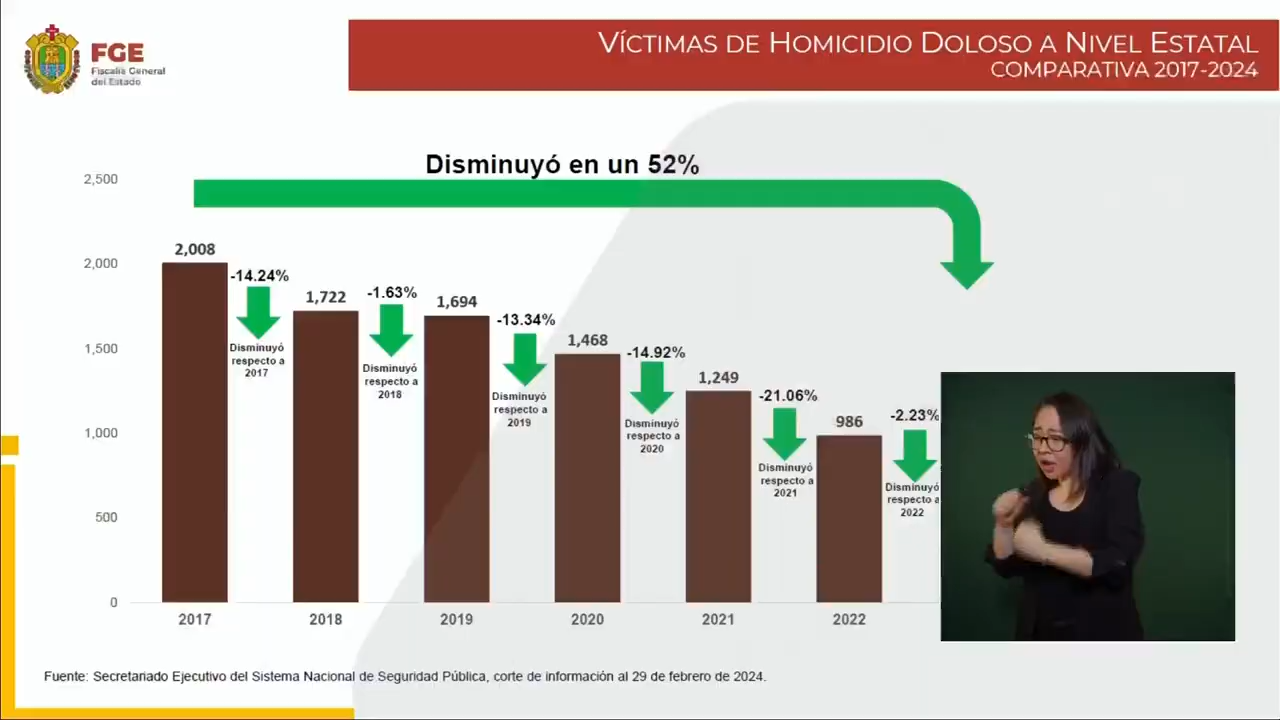 FGE
Fiscalía General
del Estado
VÍCTIMAS DE HOMICIDIO DOLOSO A NIVEL ESTATAL
COMPARATIVA 2017-2024
Disminuyó en un 52%
2,500
2,000
1,500
1,000
500
0
2,008
-14.24%
Disminuyó
respecto a
2017
1,722
-1.63%
Disminuyó
respecto a
2018
1,694
-13.34%
Disminuyó
respecto a
2019
1,468
-14.92%
Disminuyó
respecto a
2020
1,249
-21.06%
Disminuyó
respecto a
2021
986
-2.23%
Disminuyó
respecto a
2022
2017
2018
2019
2020
2021
2022
Fuente: Secretariado Ejecutivo del Sistema Nacional de Seguridad Pública, corte de información al 29 de febrero de 2024.